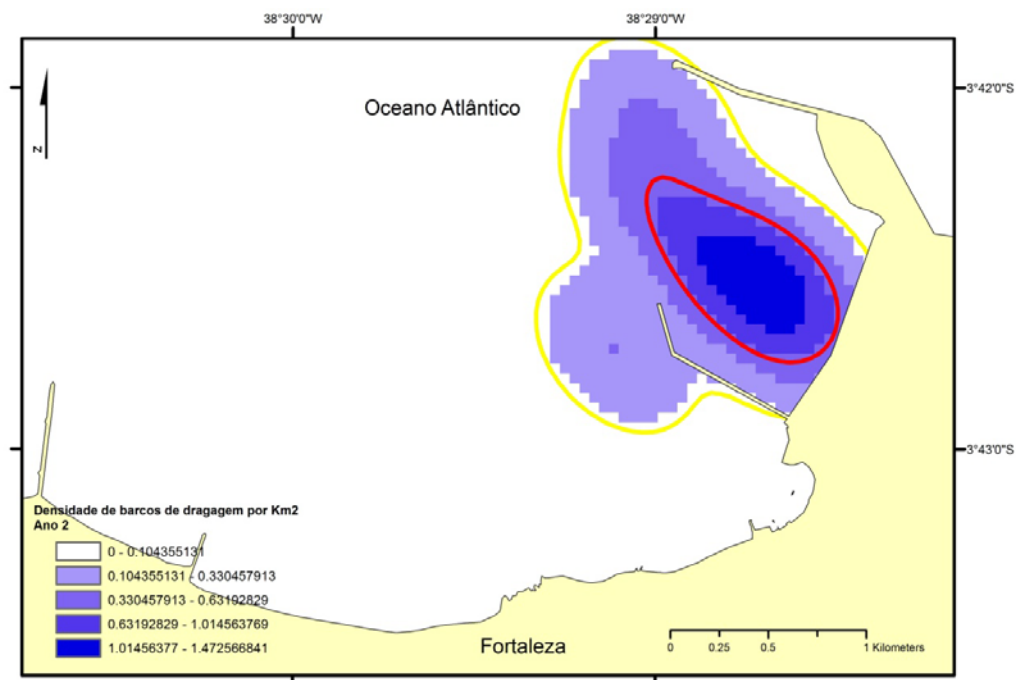 38°30'0"W
38°29'0"W
3°42'0"S
Oceano Atlântico
z
3°43'0"S
Densidade de barcos de dragagem por Km2
Ano 2
0 - 0.104355131
0.104355131 - 0.330457913
0.330457913 - 0.63192829
0.63192829 - 1.014563769
1.01456377 - 1.472566841
Fortaleza
0 0.25 0.5 1 Kilometers